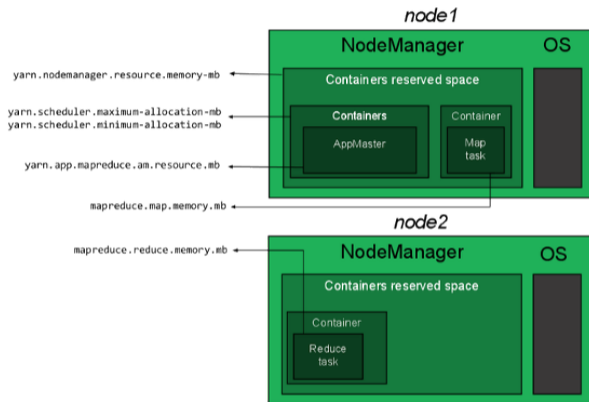 node1
NodeManager OS
yarn.nodemanager.resource.memory-mb
Containers reserved space
yarn.scheduler.maximum-allocation-mb
yarn.scheduler.minimum-allocation-mb
Containers
Container
AppMaster
Map
task
yarn.app.mapreduce.am.resource.mb
mapreduce.map.memory.mb
node2
mapreduce.reduce.memory.mb
NodeManager OS
Containers reserved space
Container
Reduce
task